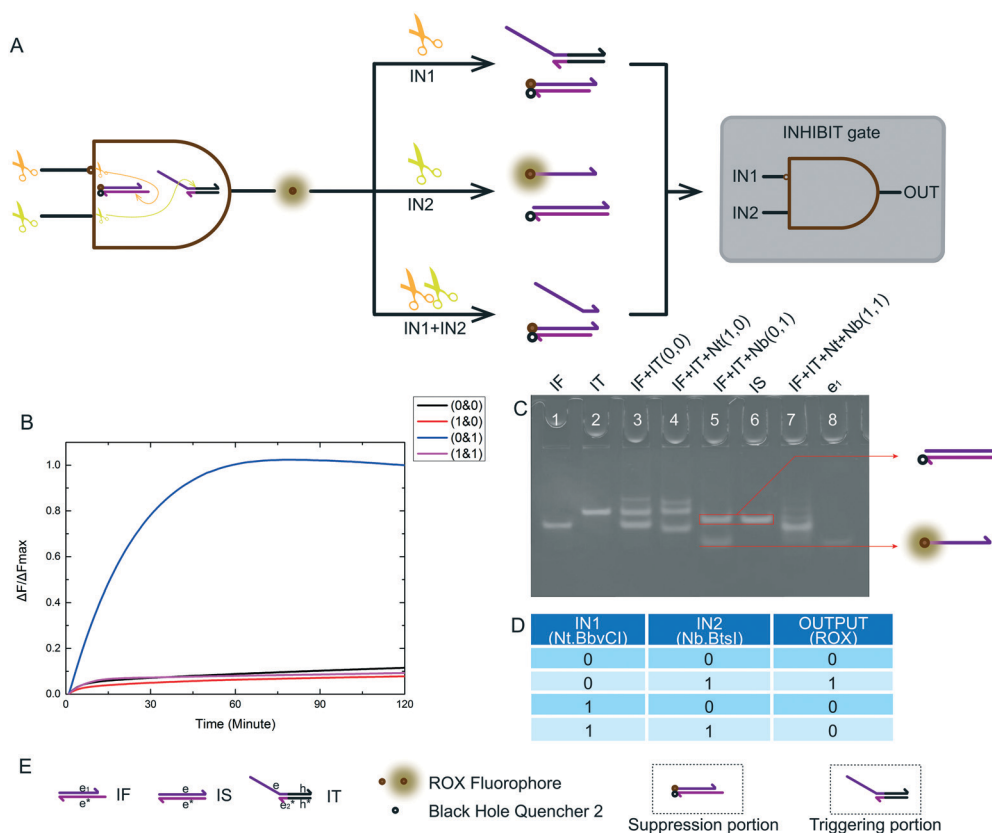 A
IN1
IN2
IN1+IN2
INHIBIT gate
IN1
IN2
OUT
B
(0&0)
(1&0)
(0&1)
(1&1)
ΔF/ΔFmax
1.0
0.8
0.6
0.4
0.2
0.0
0 30 60 90 120
Time (Minute)
C
IF
IT
IF+IT(0,0)
IF+IT+Nt(1,0)
IF+IT+Nb(0,1)
IS
IF+IT+Nt+Nb(1,1)
e₁
1 2 3 4 5 6 7 8
D
IN1 IN2 OUTPUT
(Nt.BbvCI) (Nb.BtsI) (ROX)
0 0 0
0 1 1
1 0 0
1 1 0
E
e₁
e*
IF
e
e*
IS
e h
e₂* h*
IT
ROX Fluorophore
Black Hole Quencher 2
Suppression portion
Triggering portion